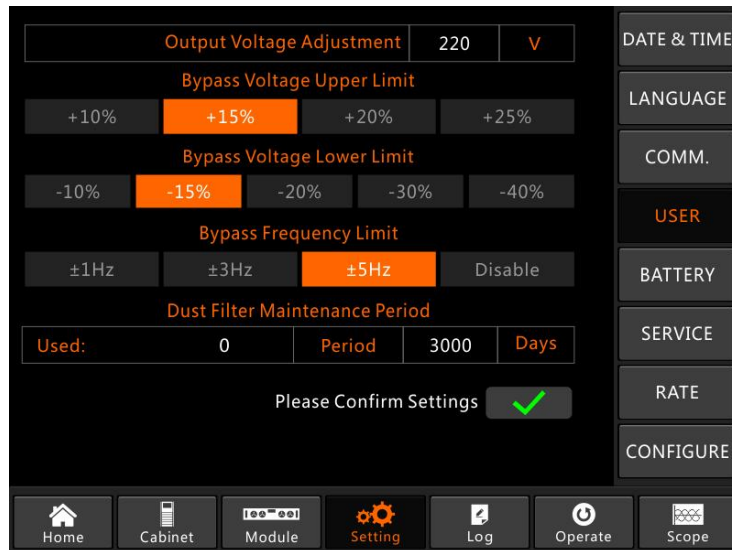 Output Voltage Adjustment 220 V
Bypass Voltage Upper Limit
+10% +15% +20% +25%
Bypass Voltage Lower Limit
-10% -15% -20% -30% -40%
Bypass Frequency Limit
±1Hz ±3Hz ±5Hz Disable
Dust Filter Maintenance Period
Used: 0 Period 3000 Days
Please Confirm Settings
DATE & TIME
LANGUAGE
COMM.
USER
BATTERY
SERVICE
RATE
CONFIGURE
Home Cabinet Module Setting Log Operate Scope